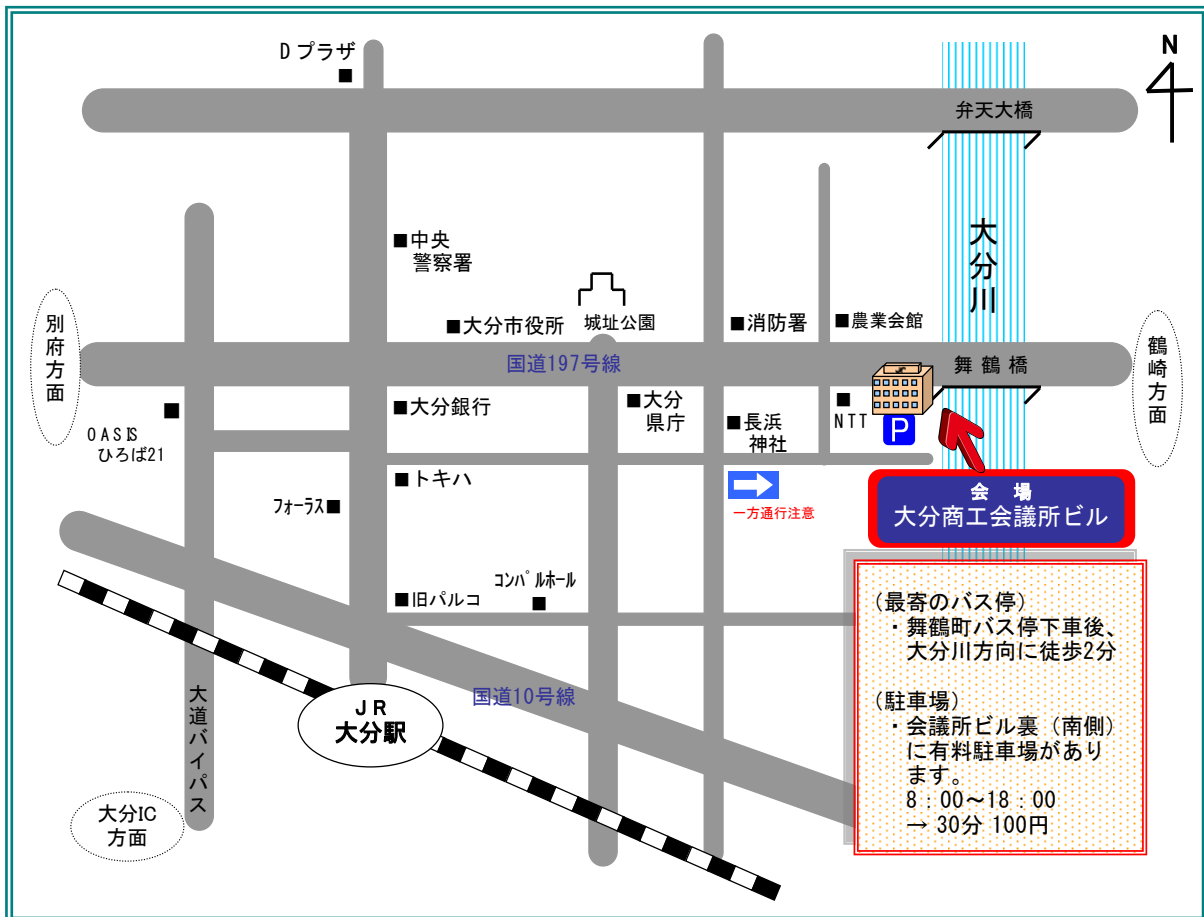 Dプラザ
■
N
弁天大橋
大分川
■中央
警察署
■大分市役所
城址公園
■消防署
■農業会館
別府方面
国道197号線
舞鶴橋
鶴崎方面
■
OASIS
ひろば21
■大分銀行
■大分
県庁
■長浜
神社
■
NTT
P
■トキハ
フォーラス■
一方通行注意
会 場
大分商工会議所ビル
コンパルホール
■
■旧パルコ
(最寄のバス停)
・舞鶴町バス停下車後、
大分川方向に徒歩2分
(駐車場)
・会議所ビル裏(南側)
に有料駐車場があり
ます。
8:00~18:00
→ 30分 100円
国道10号線
JR
大分駅
大道バイパス
大分IC
方面